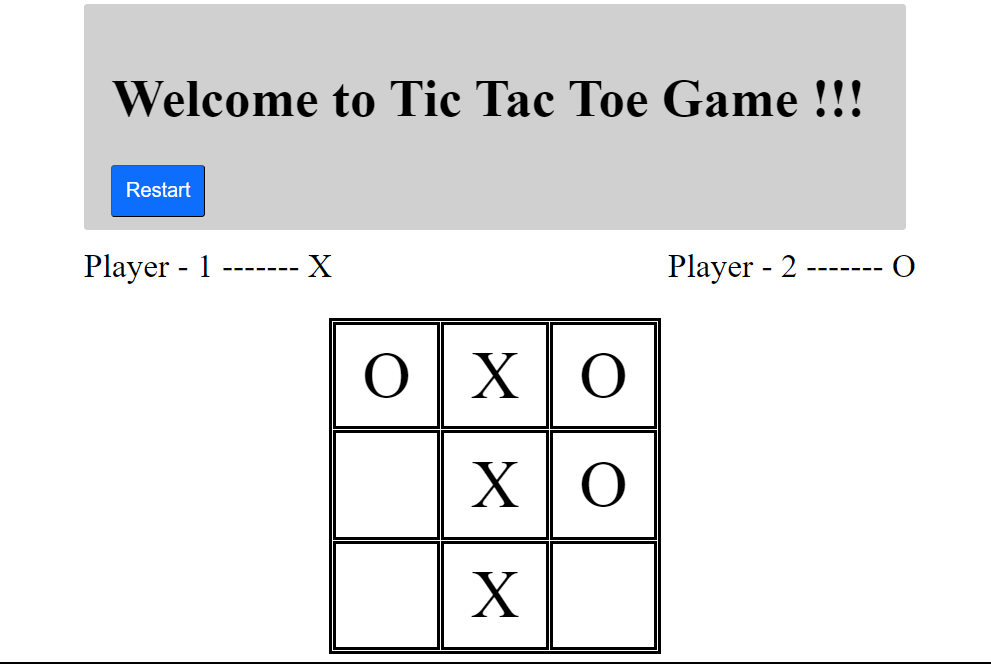 Welcome to Tic Tac Toe Game !!!
Restart
Player - 1 ------- X
Player - 2 ------- O
O X O
X O
X